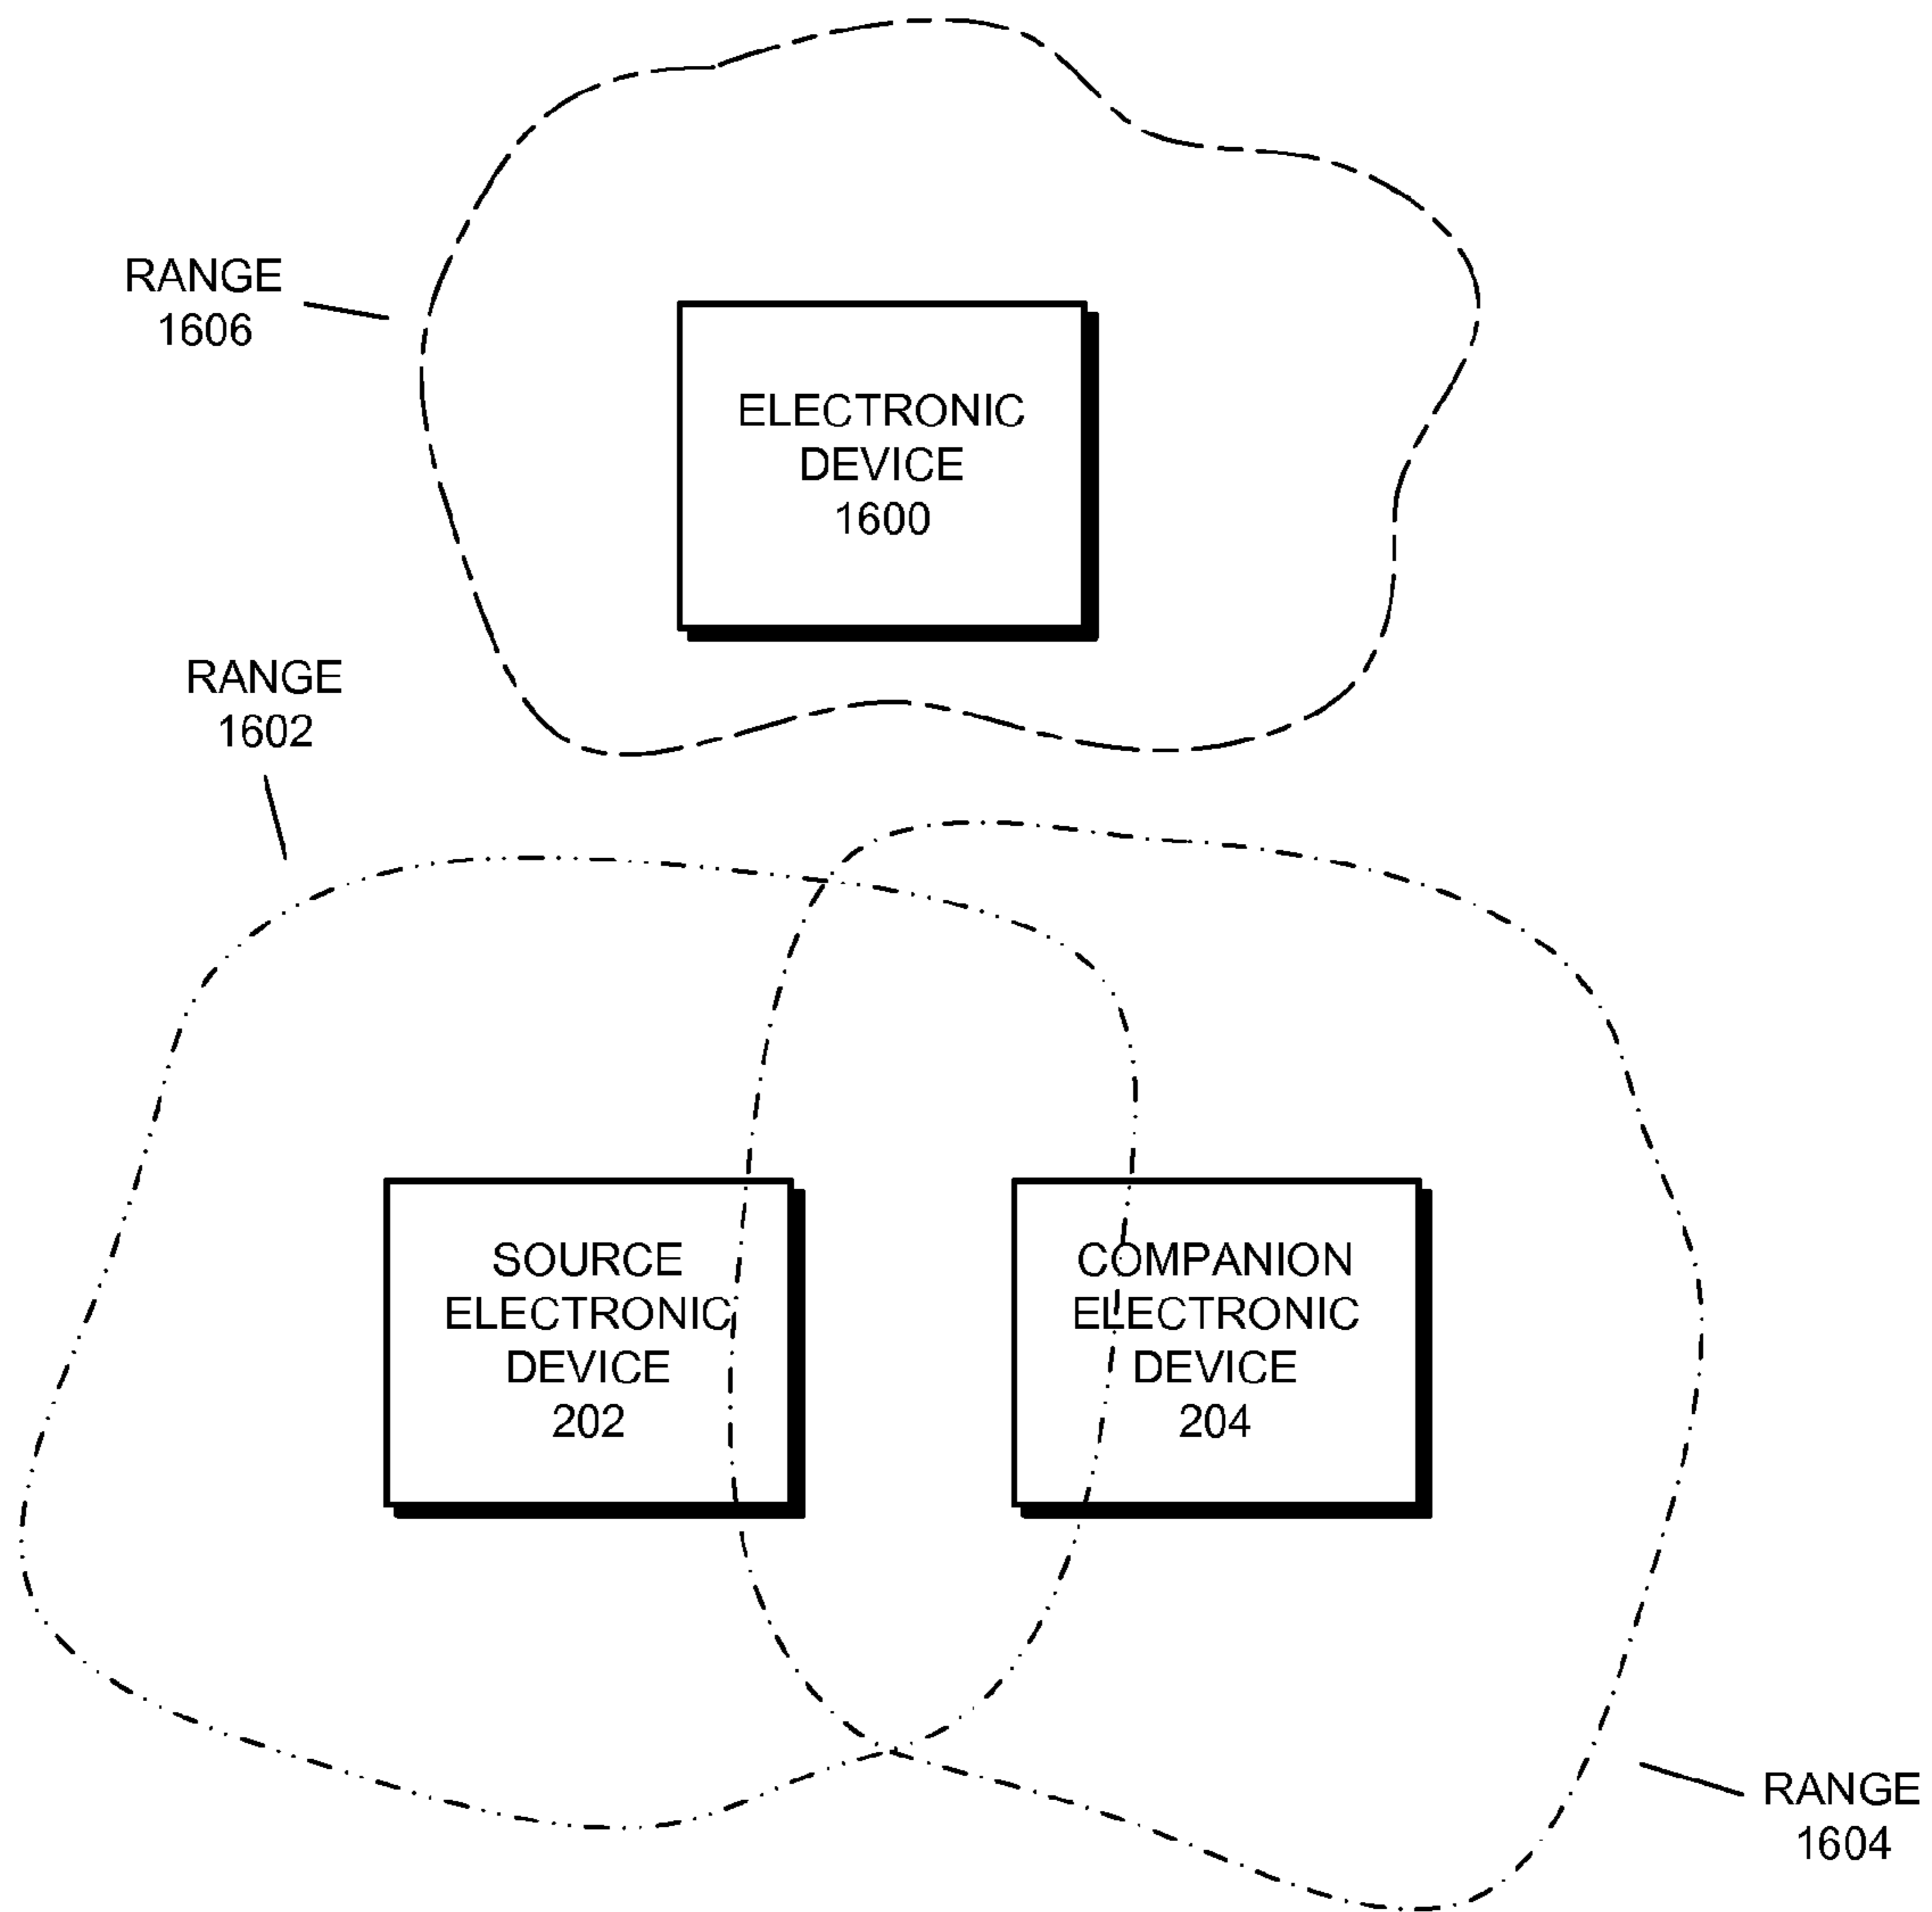 RANGE
1606
ELECTRONIC
DEVICE
1600
RANGE
1602
SOURCE
ELECTRONIC
DEVICE
202
COMPANION
ELECTRONIC
DEVICE
204
RANGE
1604